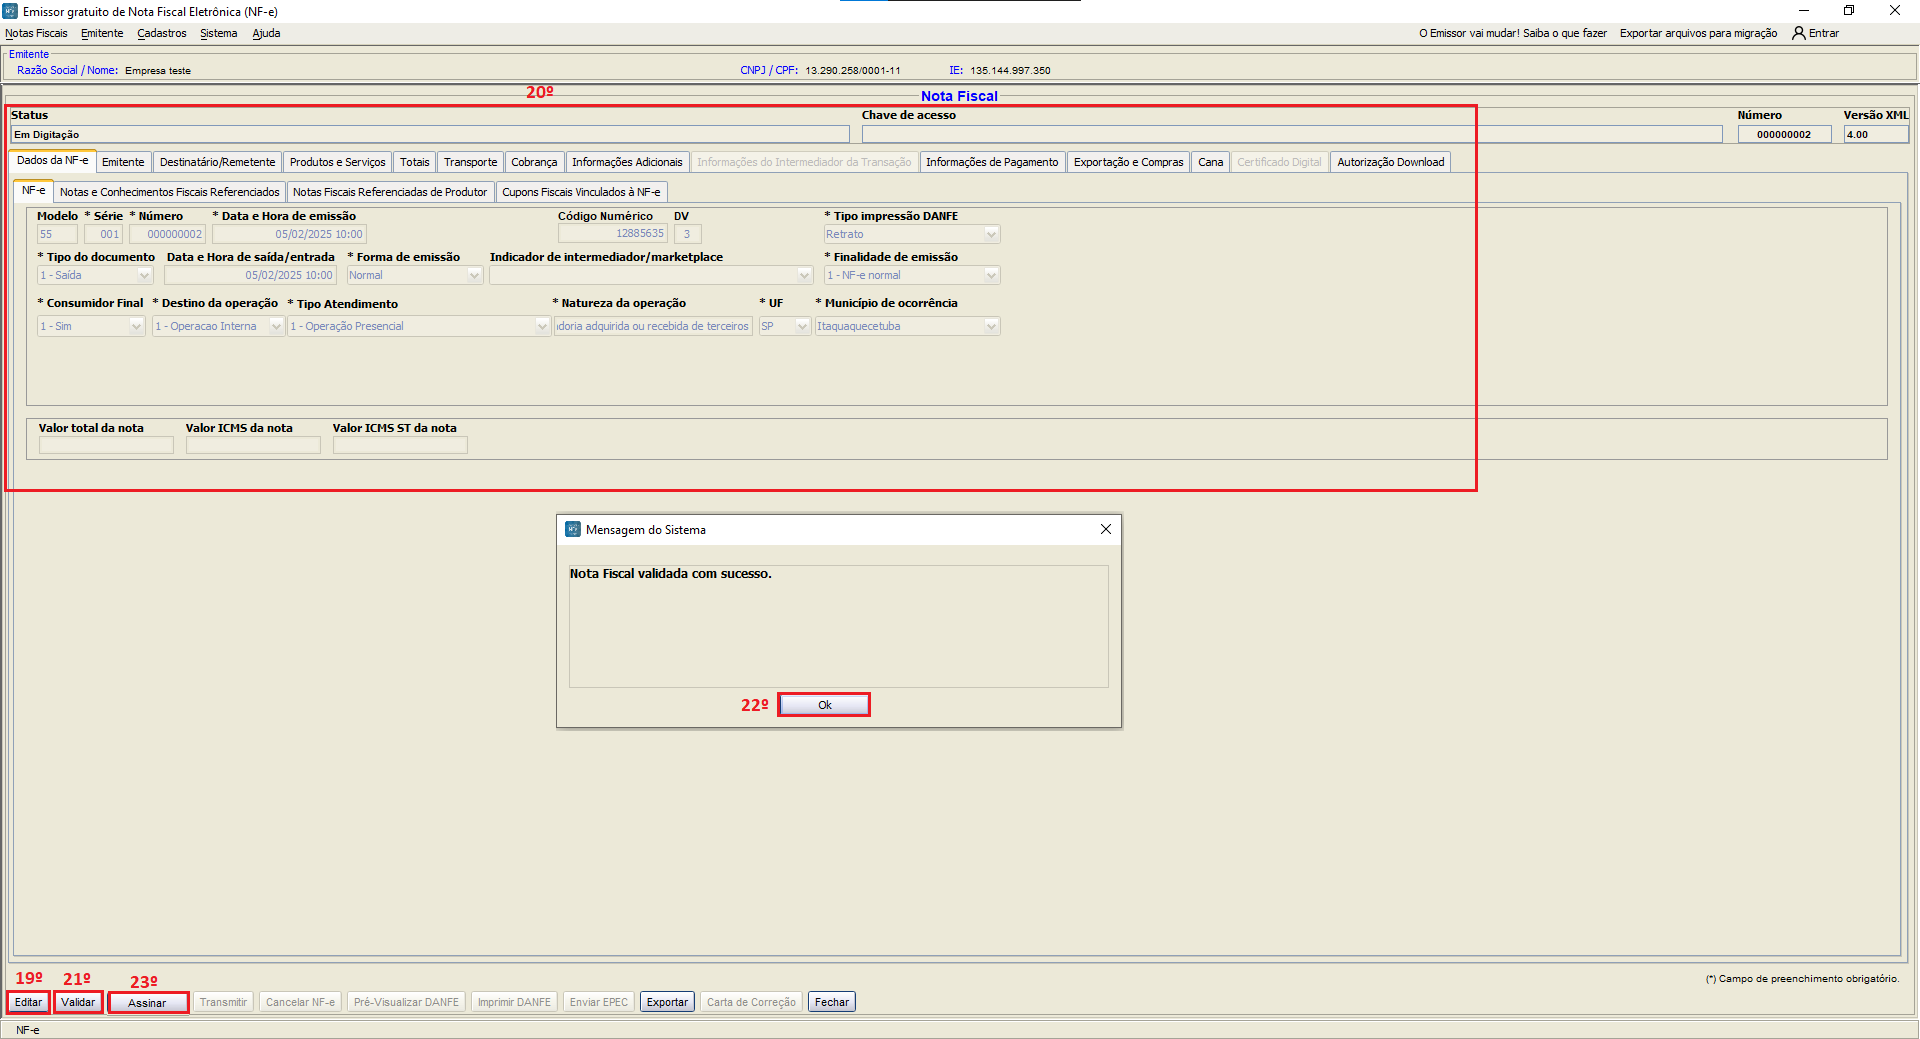 Emissor gratuito de Nota Fiscal Eletrônica (NF-e)
Notas Fiscais Emitente Cadastros Sistema Ajuda O Emissor vai mudar! Saiba o que fazer Exportar arquivos para migração Entrar
Emitente
Razão Social / Nome: Empresa teste CNPJ / CPF: 13.290.258/0001-11 IE: 135.144.997.350
20º Nota Fiscal
Status Chave de acesso Número Versão XML
Em Digitação 000000002 4.00
Dados da NF-e Emitente Destinatário/Remetente Produtos e Serviços Totais Transporte Cobrança Informações Adicionais Informações do Intermediador da Transação Informações de Pagamento Exportação e Compras Cana Certificado Digital Autorização Download
NF-e Notas e Conhecimentos Fiscais Referenciados Notas Fiscais Referenciadas de Produtor Cupons Fiscais Vinculados à NF-e
Modelo * Série * Número * Data e Hora de emissão Código Numérico DV * Tipo impressão DANFE
55 001 000000002 05/02/2025 10:00 12885635 3 Retrato
* Tipo do documento Data e Hora de saída/entrada * Forma de emissão Indicador de intermediador/marketplace * Finalidade de emissão
1 - Saída 05/02/2025 10:00 Normal 1 - NF-e normal
* Consumidor Final * Destino da operação * Tipo Atendimento * Natureza da operação * UF * Município de ocorrência
1 - Sim 1 - Operacao Interna 1 - Operação Presencial doria adquirida ou recebida de terceiros SP Itaquaquecetuba
Valor total da nota Valor ICMS da nota Valor ICMS ST da nota
Mensagem do Sistema
Nota Fiscal validada com sucesso.
22º Ok
19º 21º 23º (*) Campo de preenchimento obrigatório.
Editar Validar Assinar Transmitir Cancelar NF-e Pré-Visualizar DANFE Imprimir DANFE Enviar EPEC Exportar Carta de Correção Fechar
NF-e